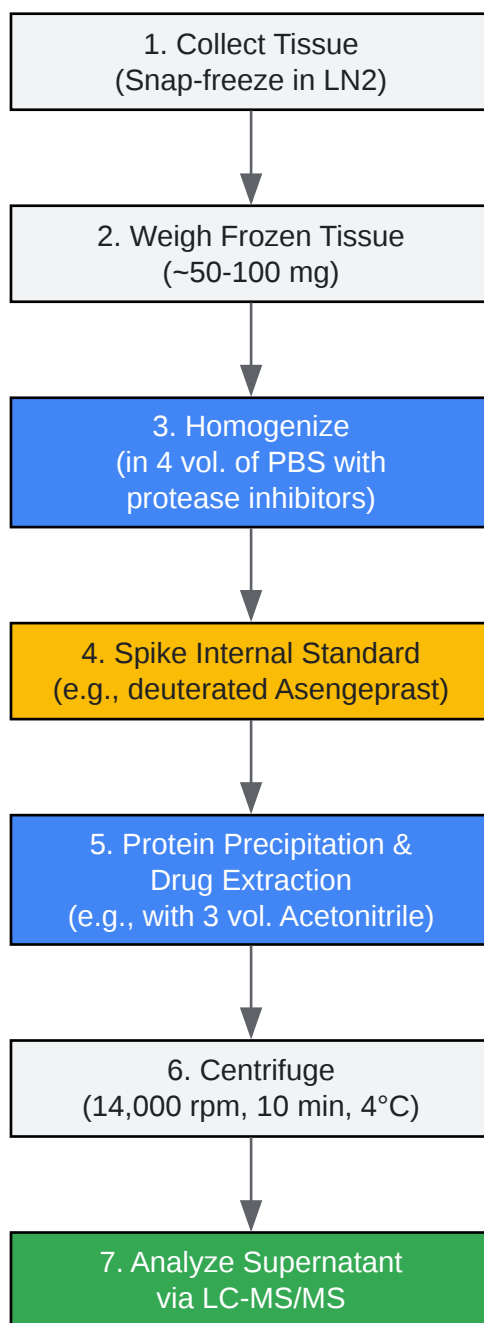 1. Collect Tissue
(Snap-freeze in LN2)
2. Weigh Frozen Tissue
(~50-100 mg)
3. Homogenize
(in 4 vol. of PBS with
protease inhibitors)
4. Spike Internal Standard
(e.g., deuterated Asengeprast)
5. Protein Precipitation &
Drug Extraction
(e.g., with 3 vol. Acetonitrile)
6. Centrifuge
(14,000 rpm, 10 min, 4°C)
7. Analyze Supernatant
via LC-MS/MS